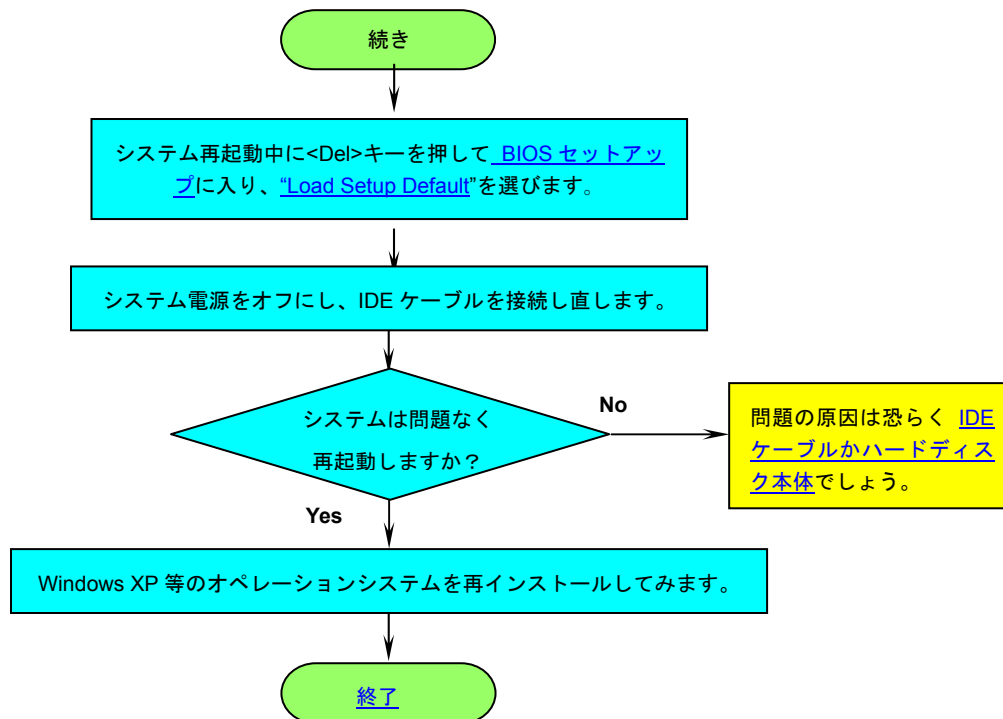 続き
システム再起動中に<Del>キーを押して BIOS セットアッ
プに入り、“Load Setup Default”を選びます。
システム電源をオフにし、IDE ケーブルを接続し直します。
システムは問題なく
再起動しますか？
No
問題の原因は恐らく IDE
ケーブルかハードディス
ク本体でしょう。
Yes
Windows XP 等のオペレーションシステムを再インストールしてみます。
終了